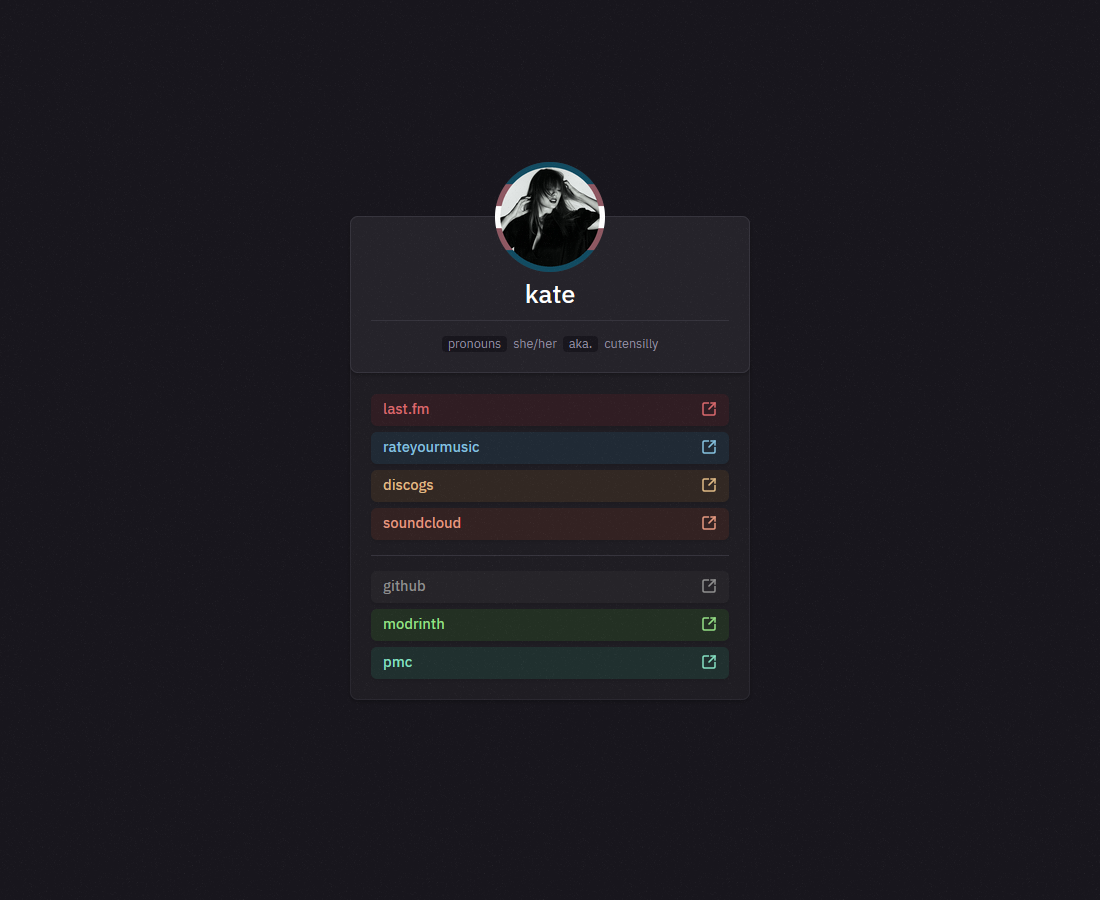 kate
pronouns she/her aka. cutensilly
last.fm
rateyourmusic
discogs
soundcloud
github
modrinth
pmc